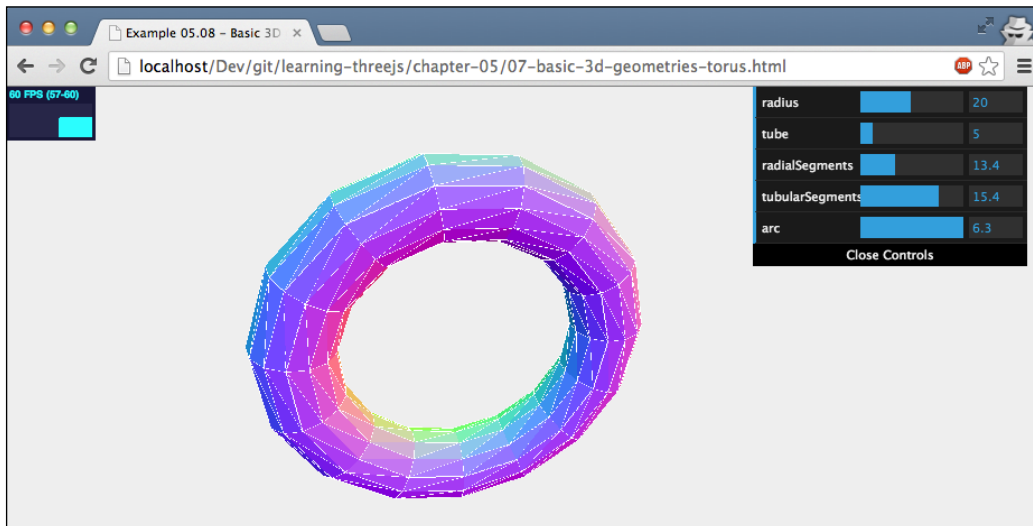 Example 05.08 – Basic 3D
localhost/Dev/git/learning-threejs/chapter-05/07-basic-3d-geometries-torus.html
ABP
60 FPS (57-60)
radius 20
tube 5
radialSegments 13.4
tubularSegments 15.4
arc 6.3
Close Controls